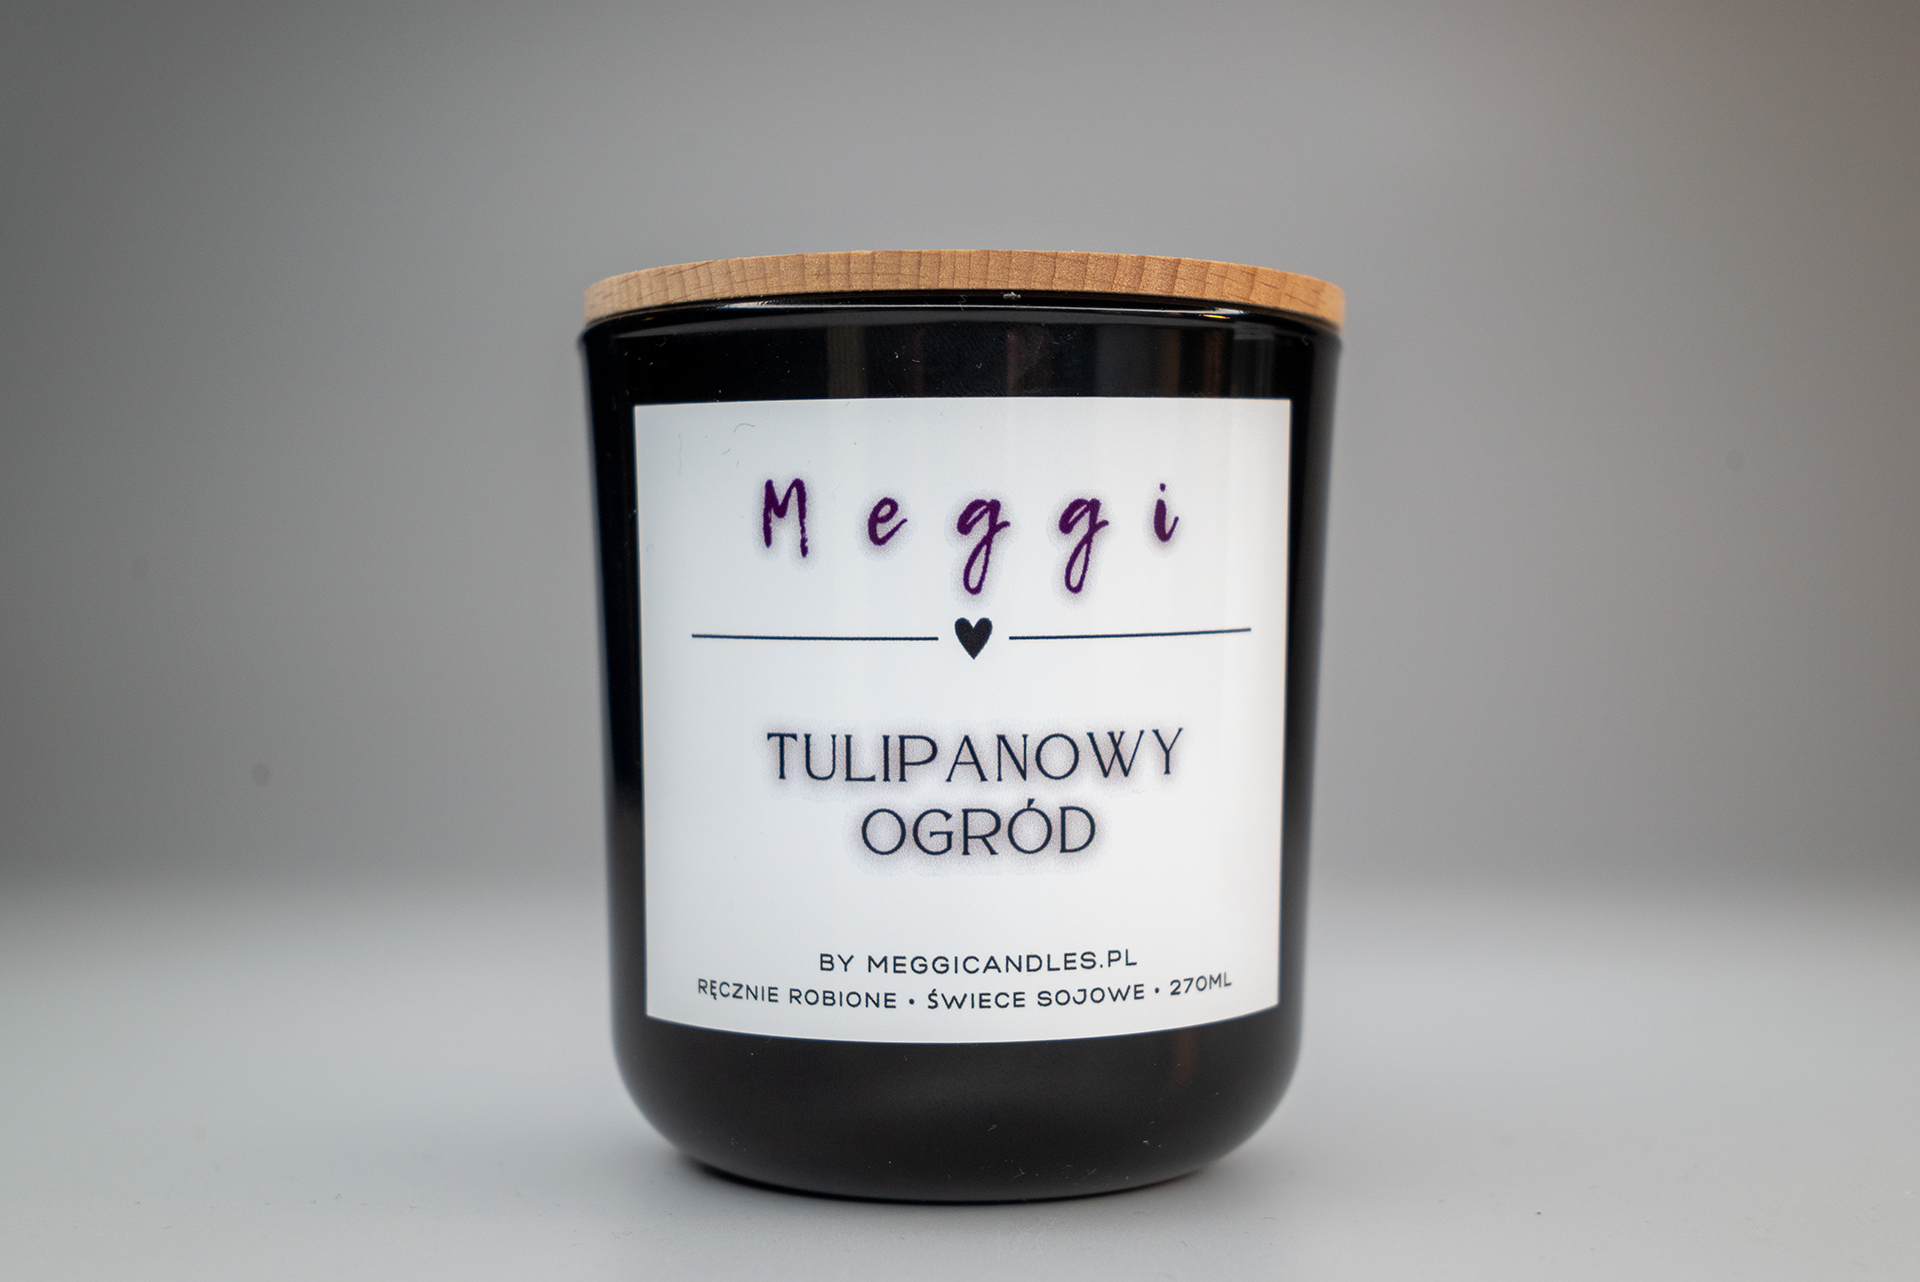 Meggi
TULIPANOWY
OGRÓD
BY MEGGICANDLES.PL
RĘCZNIE ROBIONE • ŚWIECE SOJOWE • 270ML